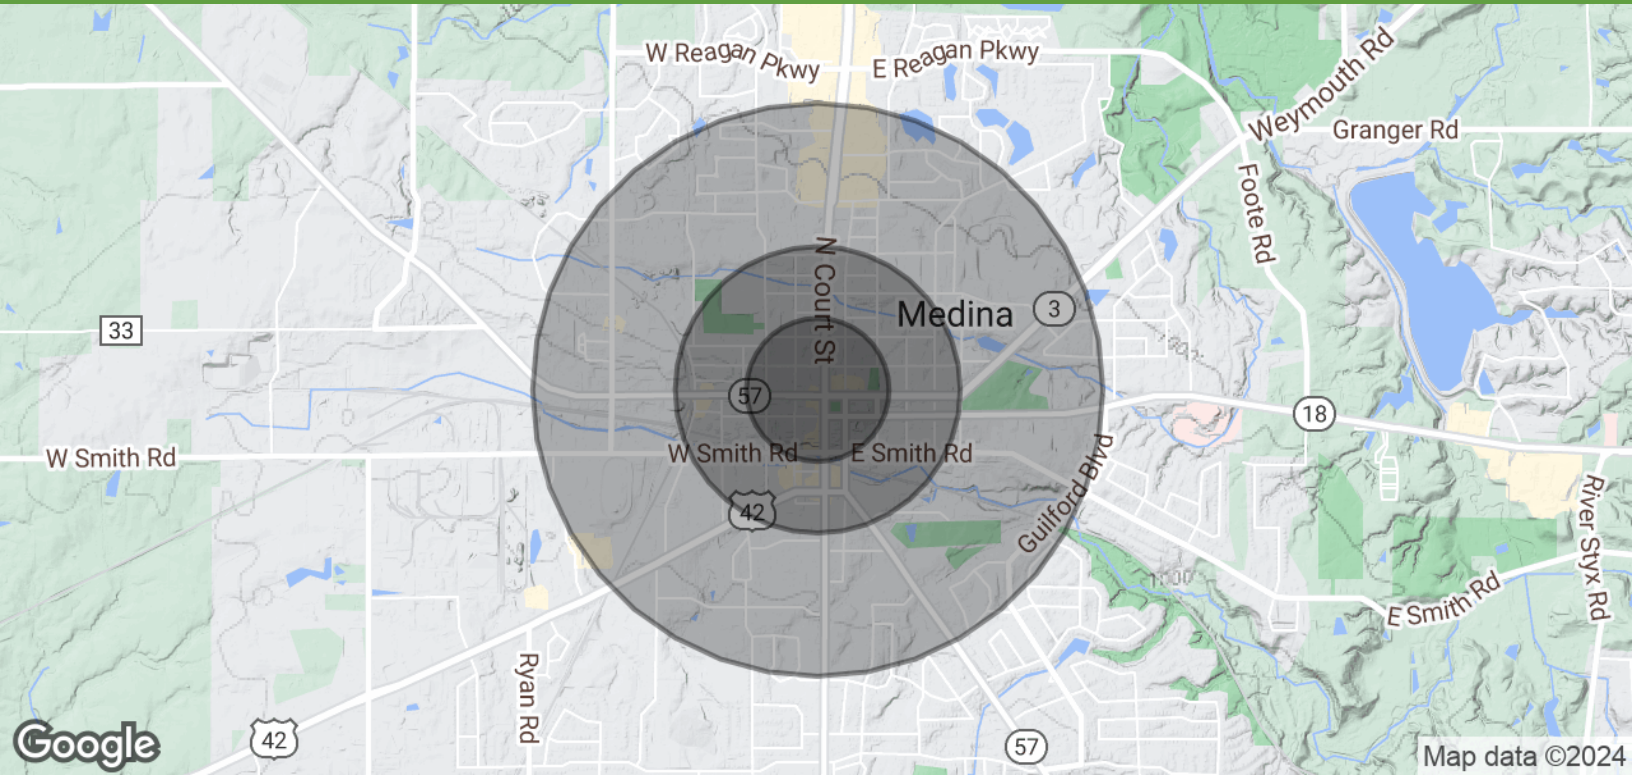 W Reagan Pkwy
E Reagan Pkwy
Weymouth Rd
Granger Rd
Foote Rd
N Court St
Medina
3
33
57
18
W Smith Rd
W Smith Rd
E Smith Rd
Guilford Blvd
42
River Styx Rd
1000
E Smith Rd
Ryan Rd
42
57
Google
Map data ©2024